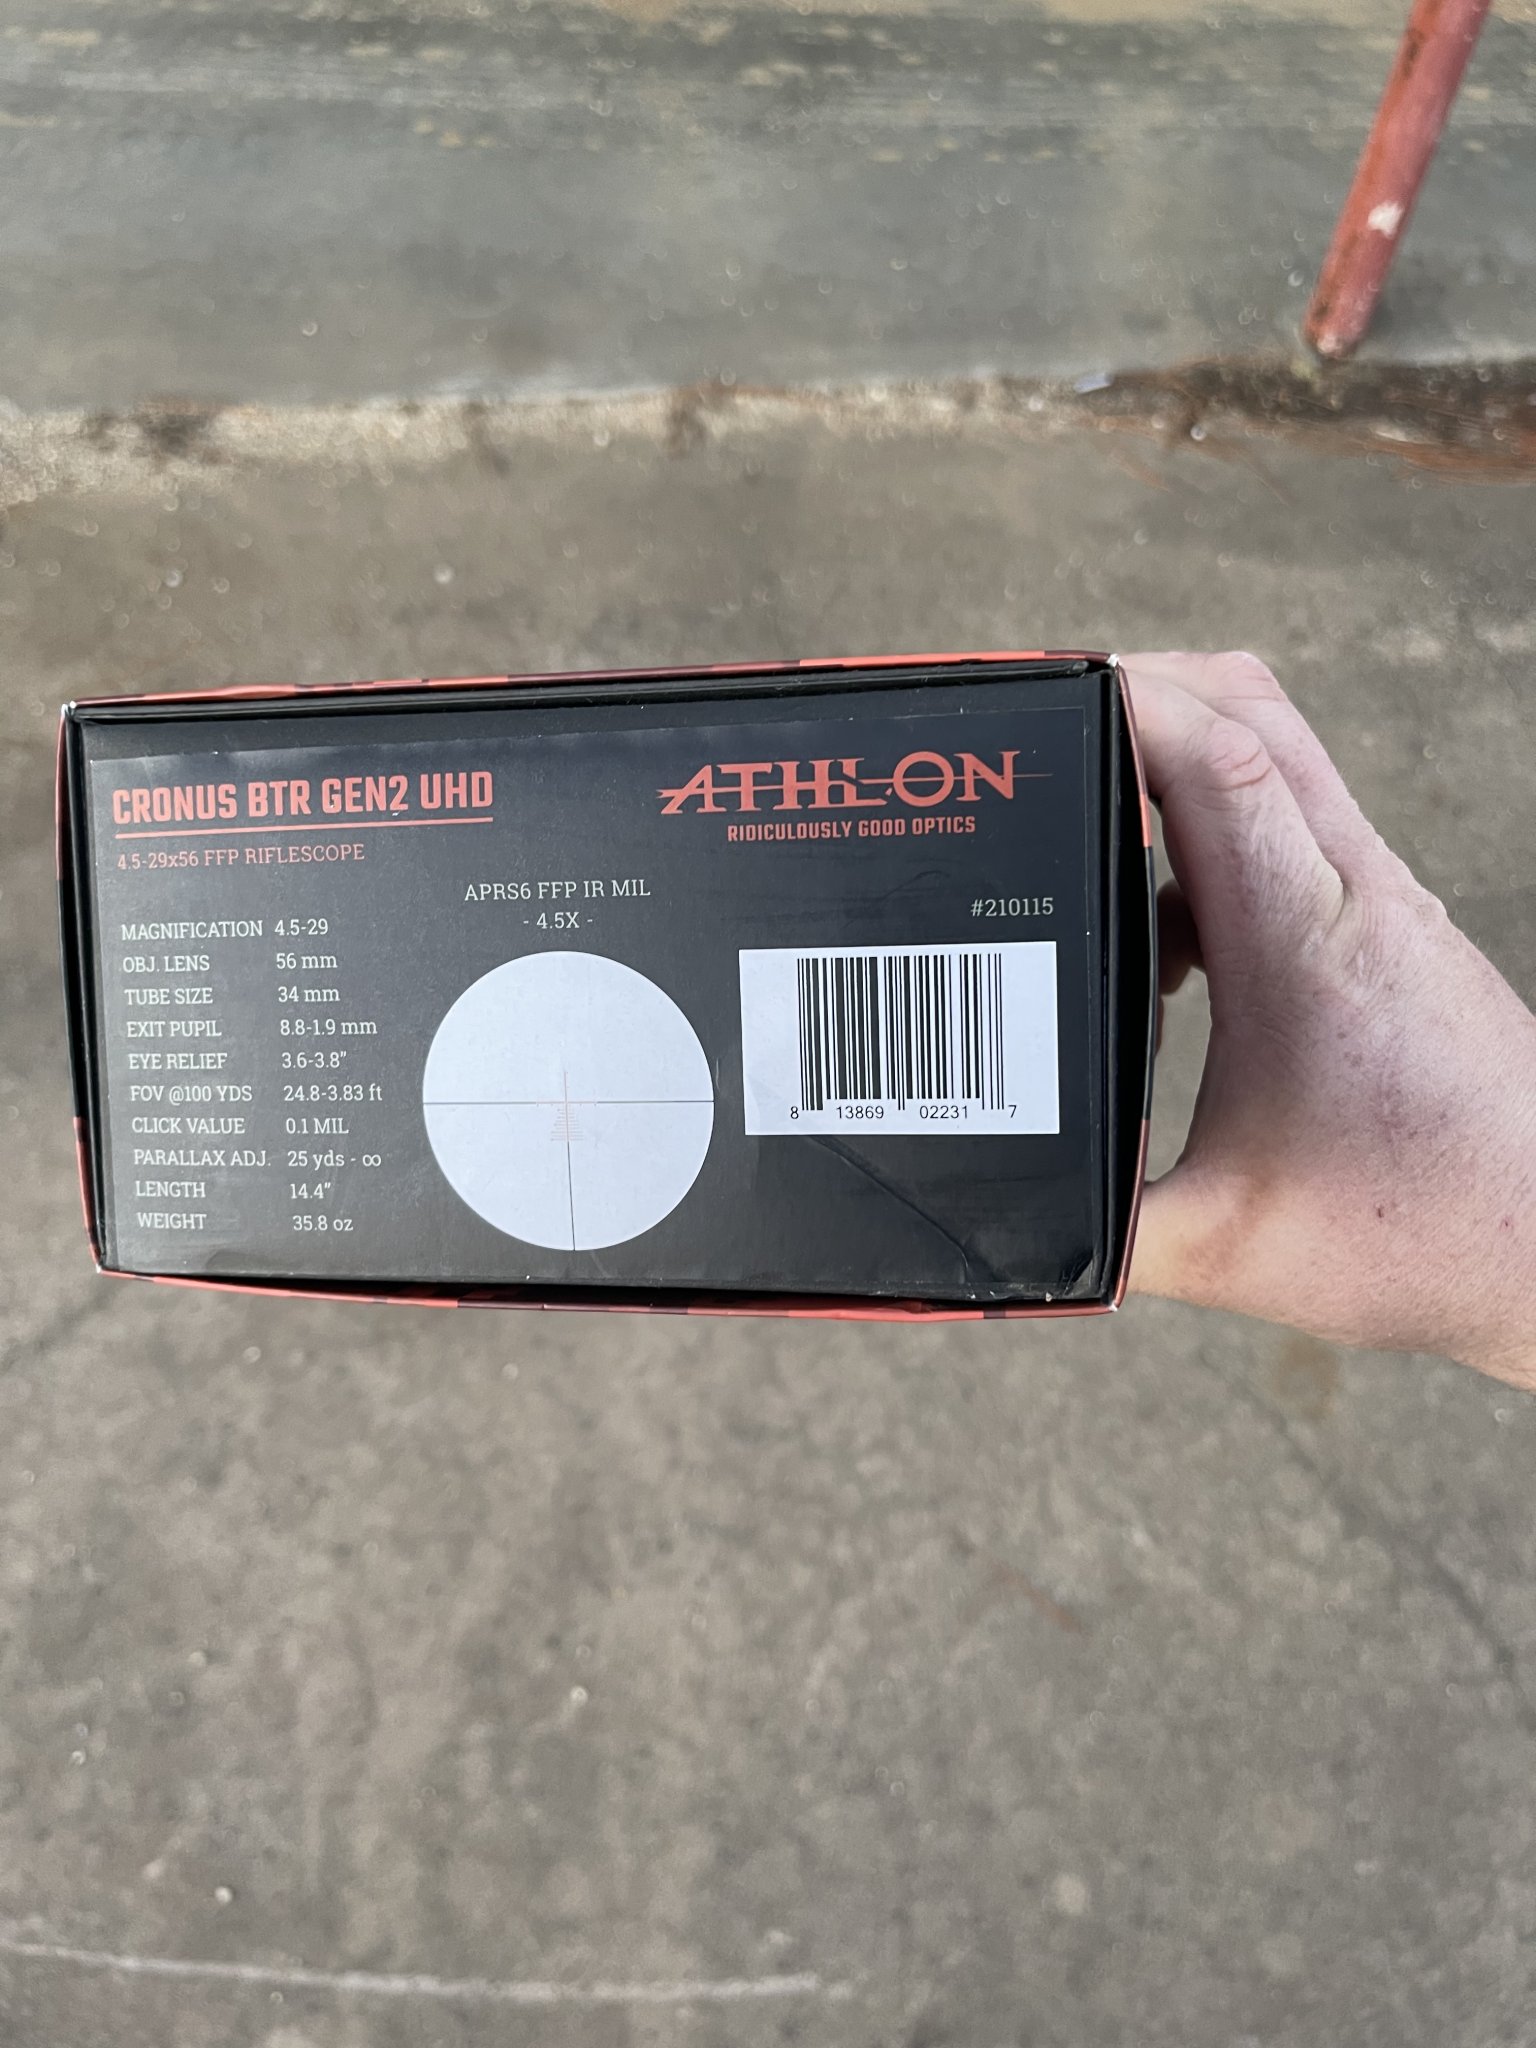 CRONUS BTR GEN2 UHD
4.5-29x56 FFP RIFLESCOPE
ATHLON
RIDICULOUSLY GOOD OPTICS
APRS6 FFP IR MIL
- 4.5X -
#210115
MAGNIFICATION 4.5-29
OBJ. LENS 56 mm
TUBE SIZE 34 mm
EXIT PUPIL 8.8-1.9 mm
EYE RELIEF 3.6-3.8"
FOV @100 YDS 24.8-3.83 ft
CLICK VALUE 0.1 MIL
PARALLAX ADJ. 25 yds - ∞
LENGTH 14.4"
WEIGHT 35.8 oz
8 13869 02231 7